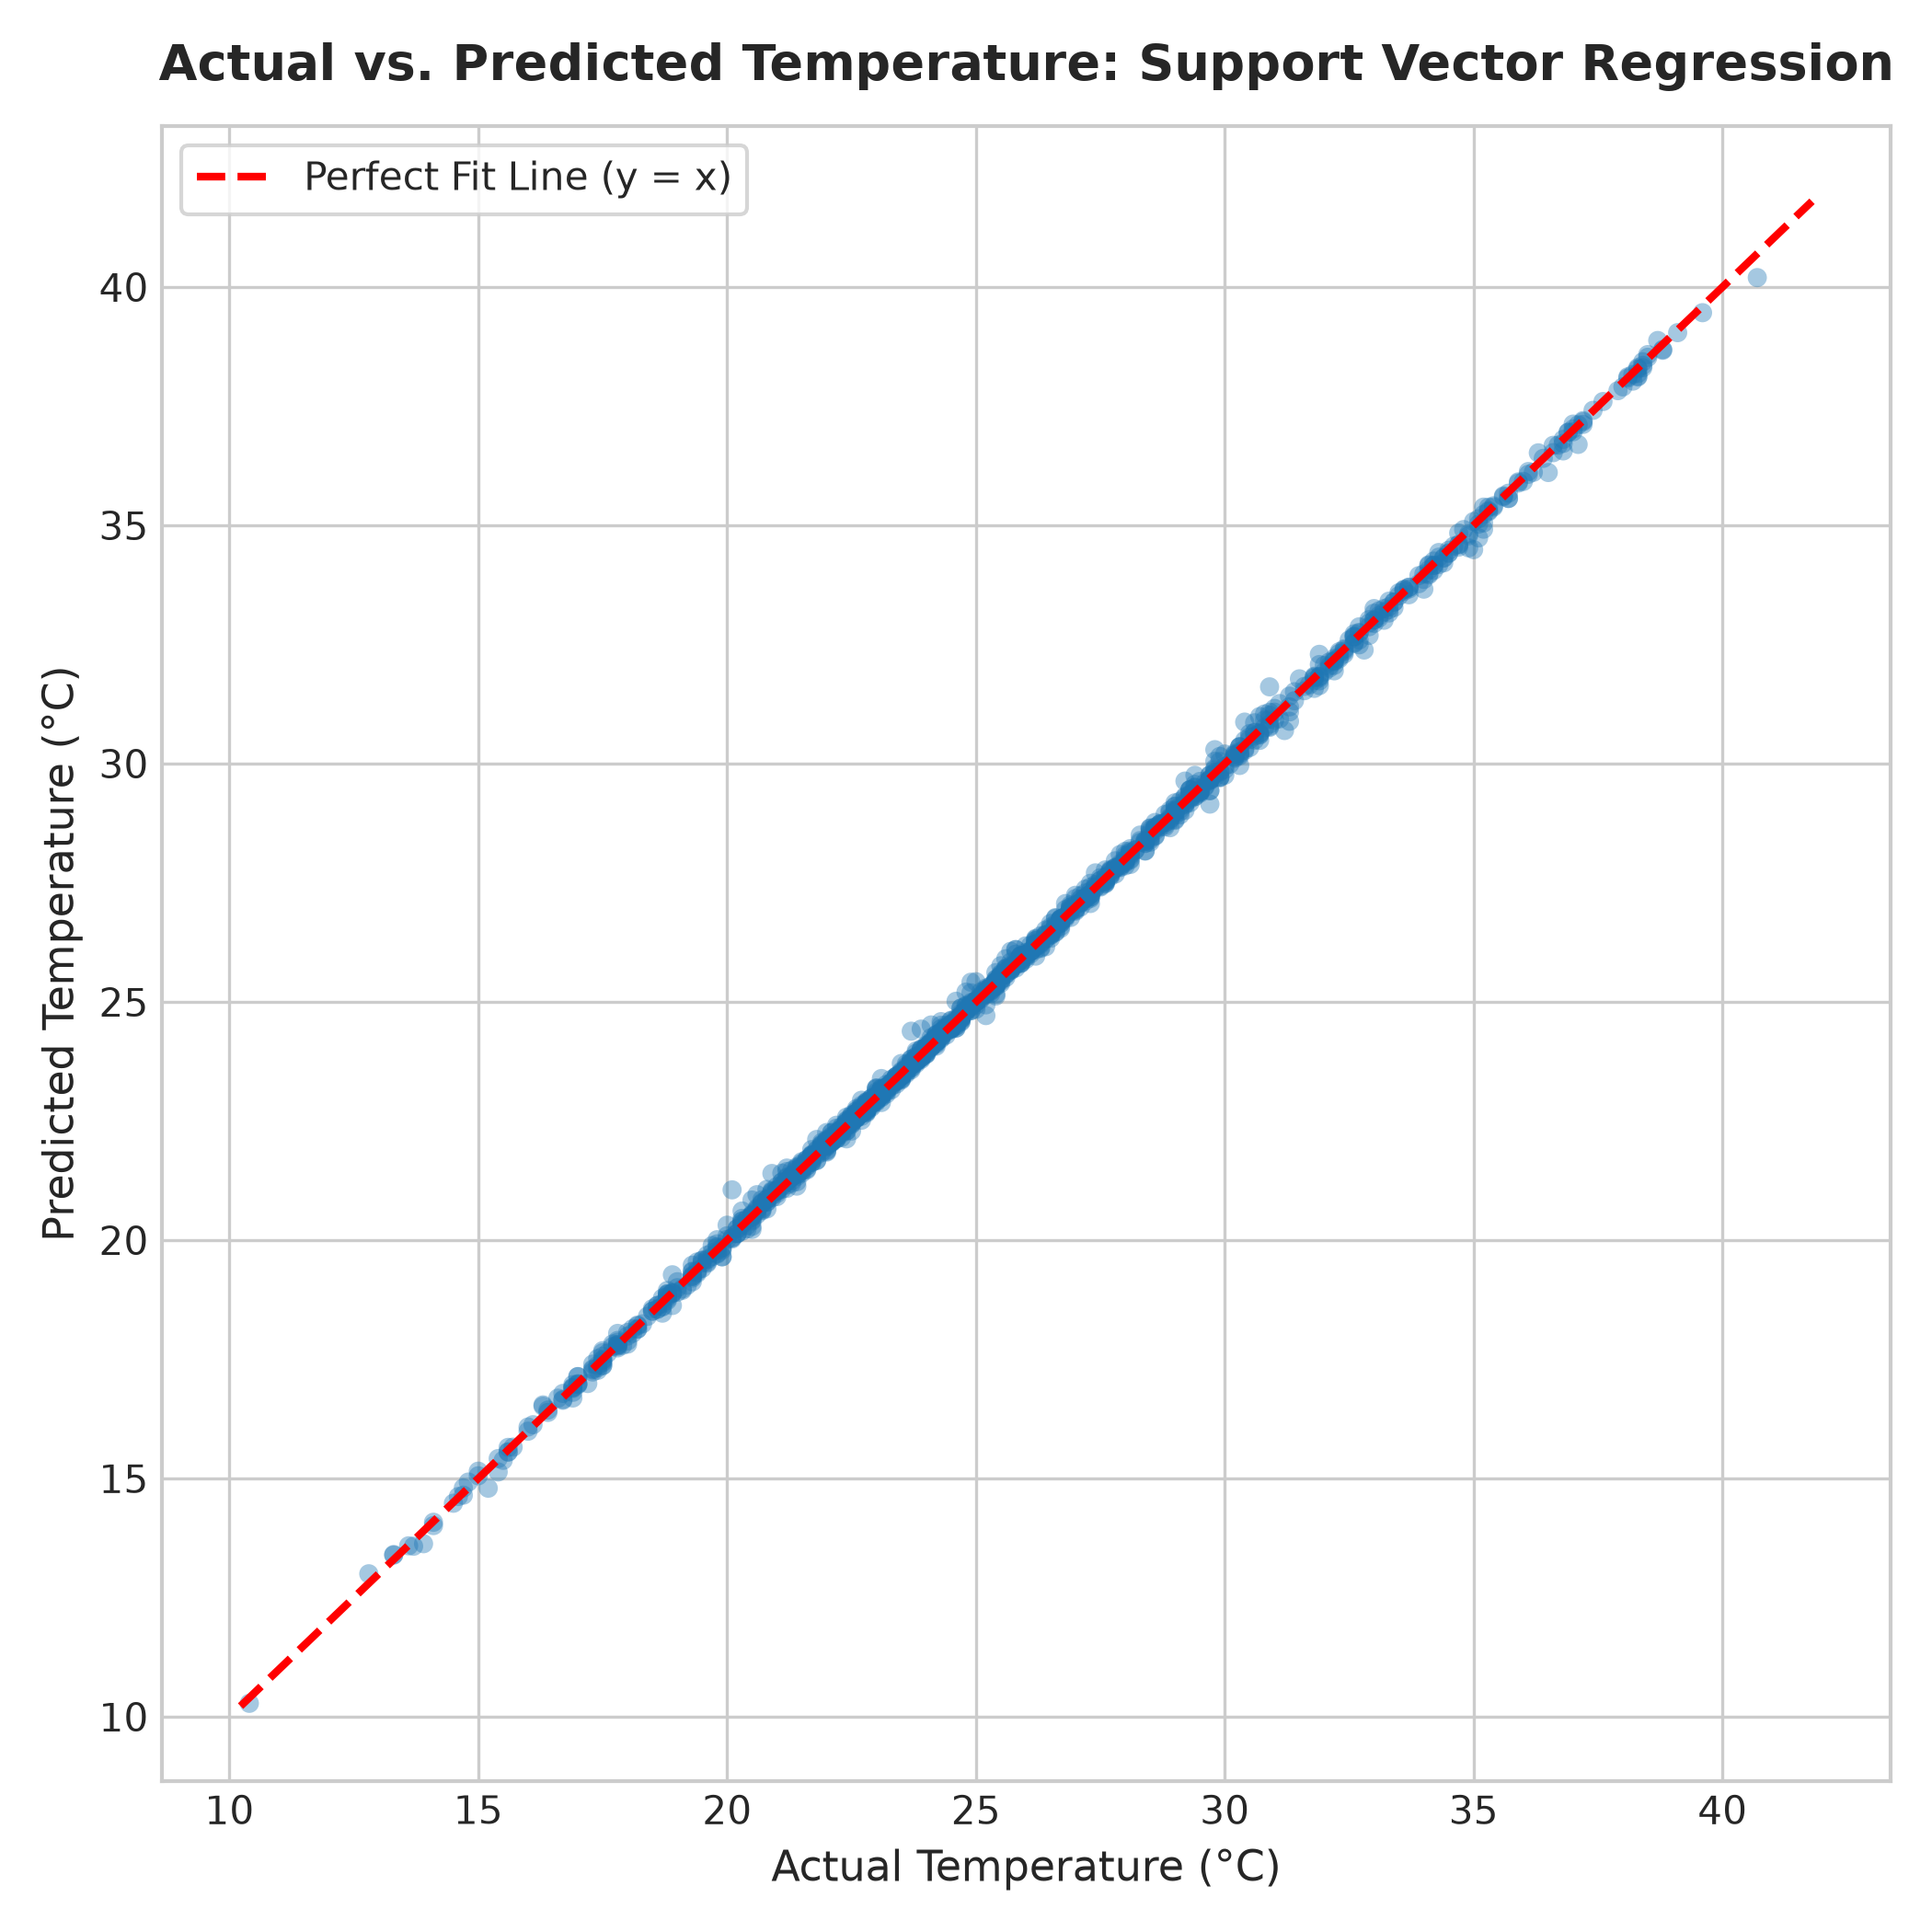 Actual vs. Predicted Temperature: Support Vector Regression
Perfect Fit Line (y = x)
40
35
30
25
20
15
10
Predicted Temperature (°C)
10 15 20 25 30 35 40
Actual Temperature (°C)